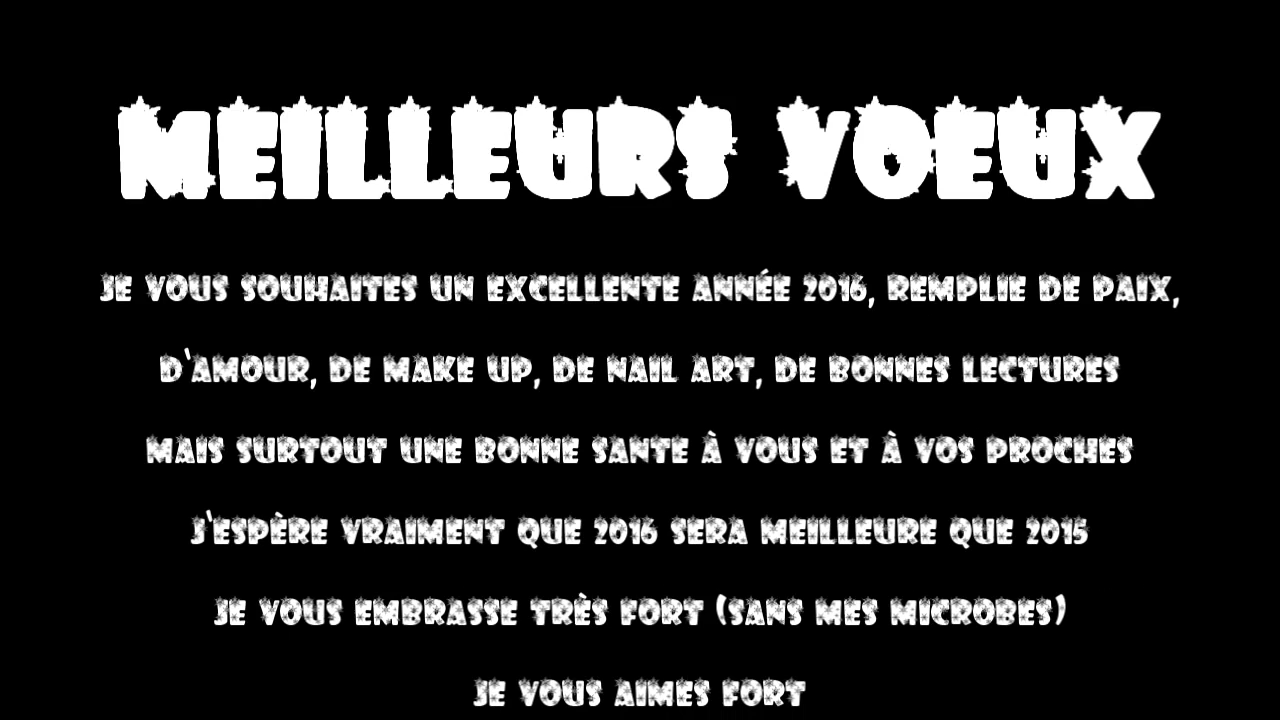 MEILLEURS VOEUX
JE VOUS SOUHAITES UN EXCELLENTE ANNÉE 2016, REMPLIE DE PAIX,
D'AMOUR, DE MAKE UP, DE NAIL ART, DE BONNES LECTURES
MAIS SURTOUT UNE BONNE SANTE À VOUS ET À VOS PROCHES
J'ESPÈRE VRAIMENT QUE 2016 SERA MEILLEURE QUE 2015
JE VOUS EMBRASSE TRÈS FORT (SANS MES MICROBES)
JE VOUS AIMES FORT